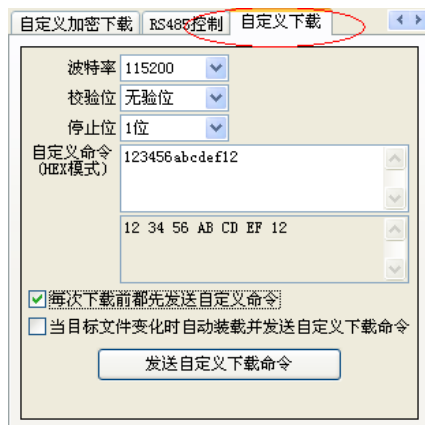 自定义加密下载 RS485控制 自定义下载
波特率 115200
校验位 无验位
停止位 1位
自定义命令 123456abcdef12
(HEX模式)
12 34 56 AB CD EF 12
每次下载前都先发送自定义命令
当目标文件变化时自动装载并发送自定义下载命令
发送自定义下载命令